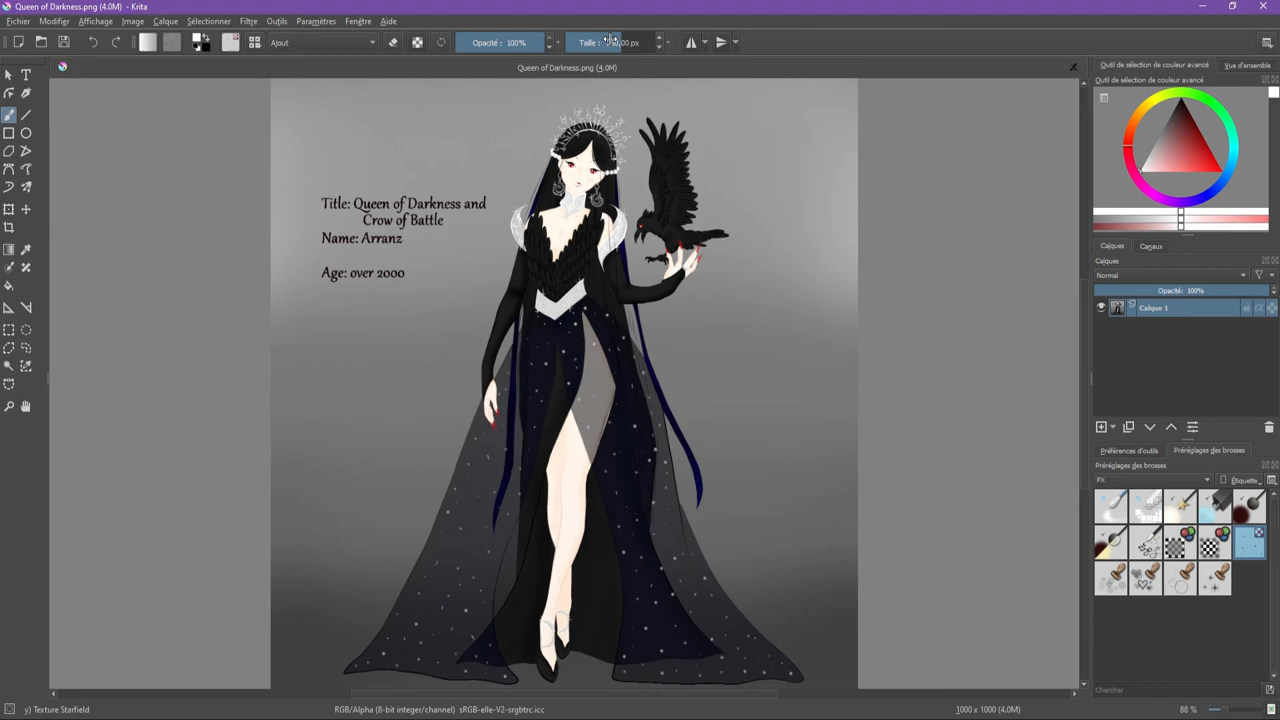 Queen of Darkness.png (4.0M) - Krita
Fichier Modifier Affichage Image Calque Sélectionner Filtre Outils Paramètres Fenêtre Aide
Ajout Opacité : 100% Taille : 00 px
Queen of Darkness.png (4.0M)
Outil de sélection de couleur avancé Vue d'ensemble
Outil de sélection de couleur avancé
Title: Queen of Darkness and
Crow of Battle
Name: Arranz
Age: over 2000
Calques Canaux
Calques
Normal
Opacité : 100%
Calque 1
Préférences d'outils Préréglages des brosses
Préréglages des brosses
FX Étiquette
Chercher
y) Texture Starfield RGB/Alpha (8-bit integer/channel) sRGB-elle-V2-srgbtrc.icc 1000 x 1000 (4.0M) 88 %